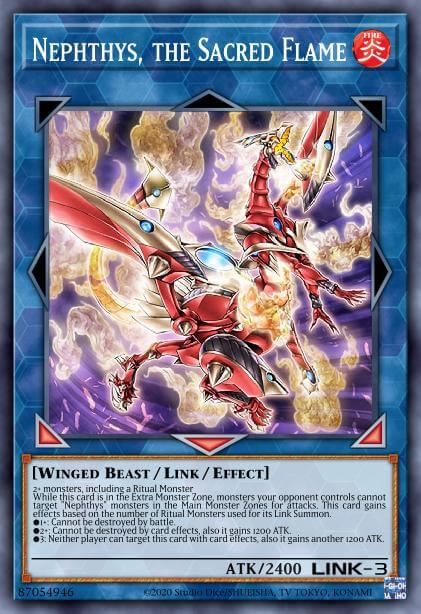 NEPHTHYS, THE SACRED FLAME
FIRE
炎
[WINGED BEAST / LINK / EFFECT]
2+ monsters, including a Ritual Monster
While this card is in the Extra Monster Zone, monsters your opponent controls cannot
target "Nephthys" monsters in the Main Monster Zones for attacks. This card gains
effects based on the number of Ritual Monsters used for its Link Summon.
●1+: Cannot be destroyed by battle.
●2+: Cannot be destroyed by card effects, also it gains 1200 ATK.
●3: Neither player can target this card with card effects, also it gains another 1200 ATK.
ATK/2400 LINK-3
87054946 ©2020 Studio Dice/SHUEISHA, TV TOKYO, KONAMI